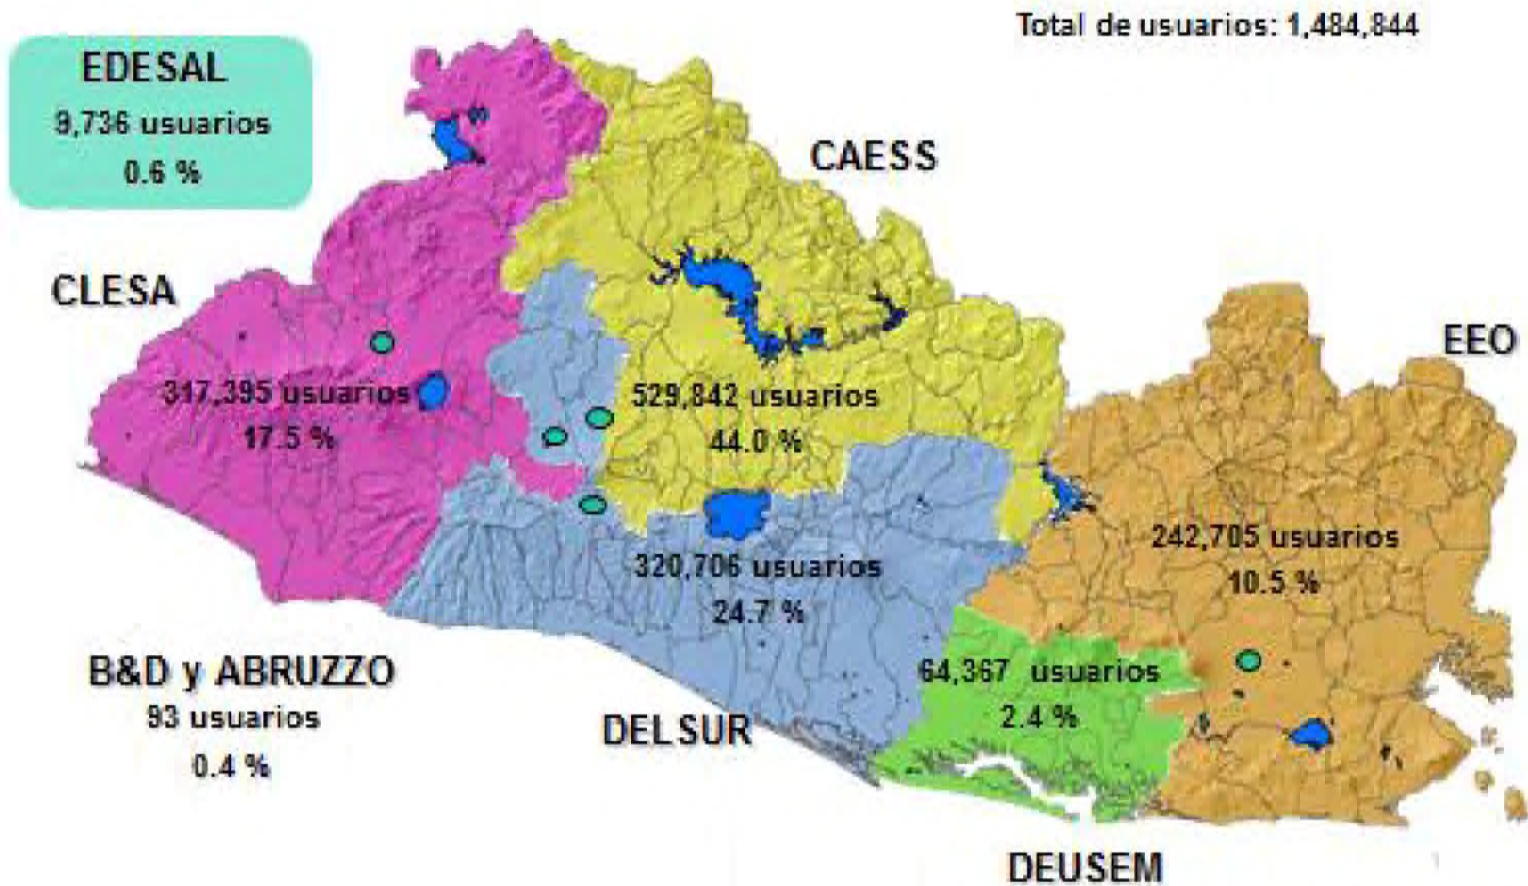 Total de usuarios: 1,484,844
EDESAL
9,736 usuarios
0.6 %
CAESS
CLESA
EEO
317,395 usuarios
17.5 %
529,842 usuarios
44.0 %
242,705 usuarios
10.5 %
320,706 usuarios
24.7 %
64,367 usuarios
2.4 %
B&D y ABRUZZO
93 usuarios
0.4 %
DELSUR
DEUSEM